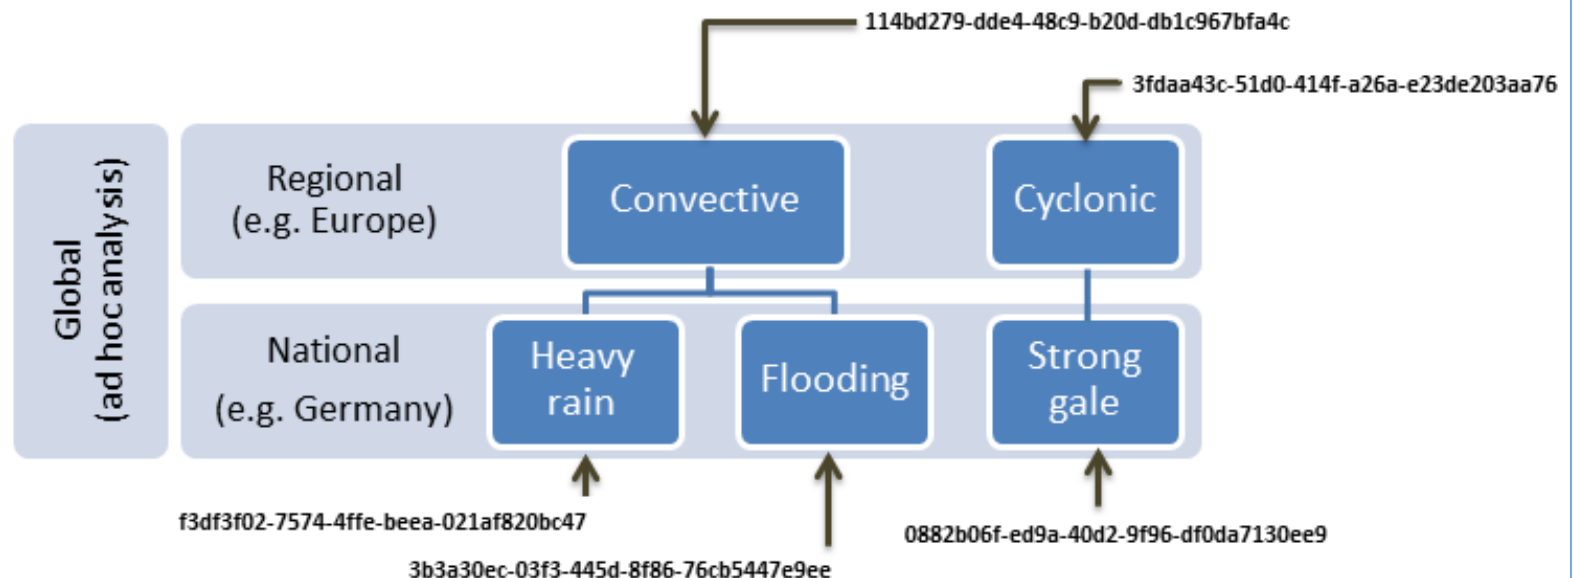 114bd279-dde4-48c9-b20d-db1c967bfa4c
3fdaa43c-51d0-414f-a26a-e23de203aa76
Global
(ad hoc analysis)
Regional
(e.g. Europe)
Convective
Cyclonic
National
(e.g. Germany)
Heavy
rain
Flooding
Strong
gale
f3df3f02-7574-4ffe-beea-021af820bc47
0882b06f-ed9a-40d2-9f96-df0da7130ee9
3b3a30ec-03f3-445d-8f86-76cb5447e9ee